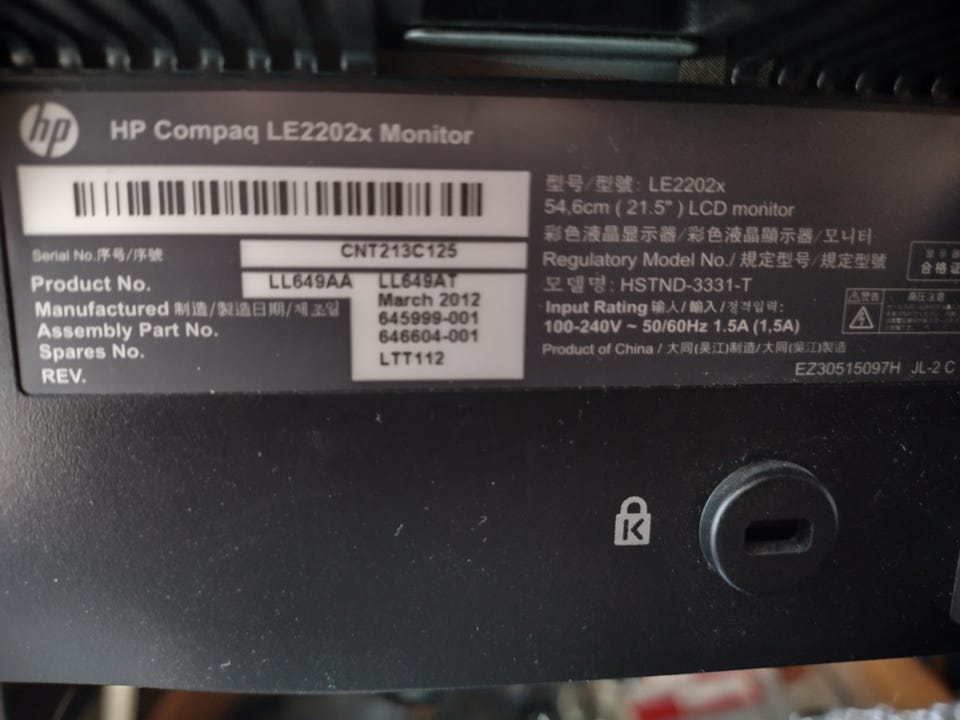 hp
HP Compaq LE2202x Monitor
Serial No.序号/序號 CNT213C125
Product No. LL649AA LL649AT
Manufactured 制造/製造日期/제조일 March 2012
Assembly Part No. 645999-001
Spares No. 646604-001
REV. LTT112
型号/型號: LE2202x
54,6cm ( 21.5" ) LCD monitor
彩色液晶显示器/彩色液晶顯示器/모니터
Regulatory Model No./ 規定型号/規定型號
모델명: HSTND-3331-T
Input Rating 输入/輸入/정격입력:
100-240V ~ 50/60Hz 1.5A (1,5A)
Product of China / 大同(吴江)制造/大同(吳江)製造
EZ30515097H JL-2 C
合格证
K